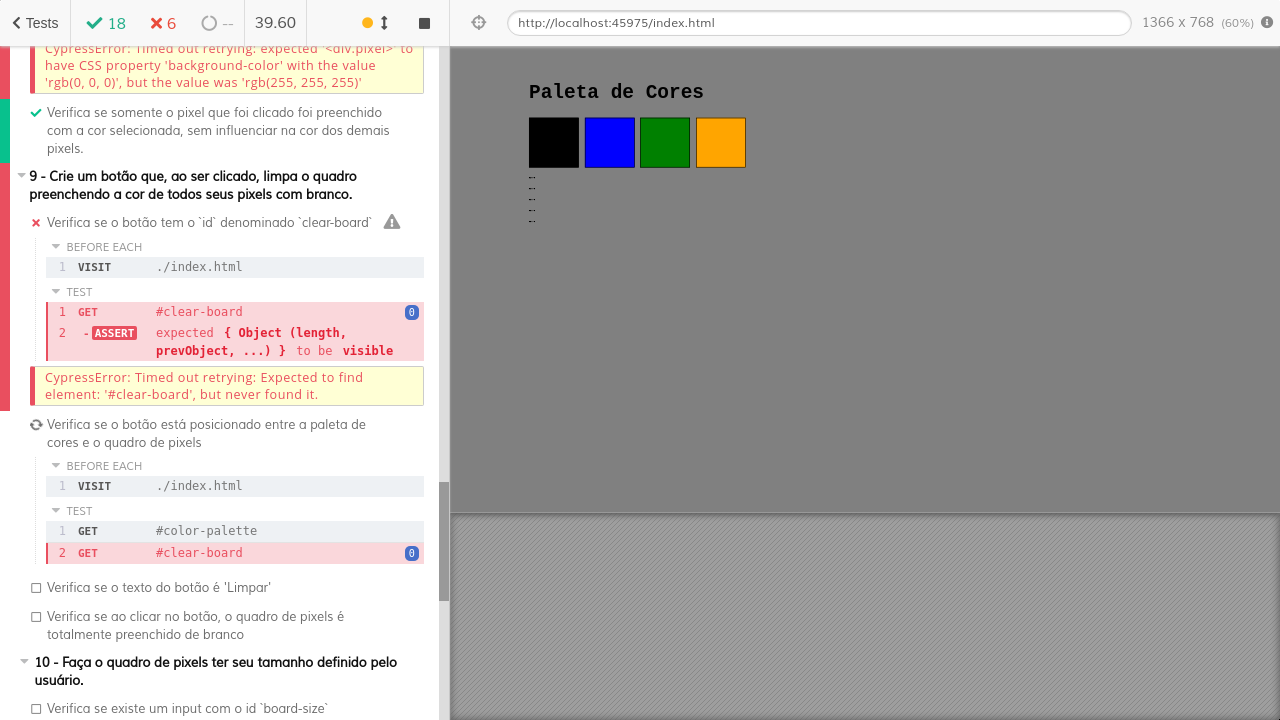 Tests 18 6 -- 39.60 http://localhost:45975/index.html 1366 x 768 (60%)
CypressError: Timed out retrying: expected '<div.pixel>' to
have CSS property 'background-color' with the value
'rgb(0, 0, 0)', but the value was 'rgb(255, 255, 255)'
Verifica se somente o pixel que foi clicado foi preenchido
com a cor selecionada, sem influenciar na cor dos demais
pixels.
9 - Crie um botão que, ao ser clicado, limpa o quadro
preenchendo a cor de todos seus pixels com branco.
Verifica se o botão tem o `id` denominado `clear-board`
BEFORE EACH
1 VISIT ./index.html
TEST
1 GET #clear-board 0
2 -ASSERT expected { Object (length,
prevObject, ...) } to be visible
CypressError: Timed out retrying: Expected to find
element: '#clear-board', but never found it.
Verifica se o botão está posicionado entre a paleta de
cores e o quadro de pixels
BEFORE EACH
1 VISIT ./index.html
TEST
1 GET #color-palette
2 GET #clear-board 0
Verifica se o texto do botão é 'Limpar'
Verifica se ao clicar no botão, o quadro de pixels é
totalmente preenchido de branco
10 - Faça o quadro de pixels ter seu tamanho definido pelo
usuário.
Verifica se existe um input com o id `board-size`
Paleta de Cores